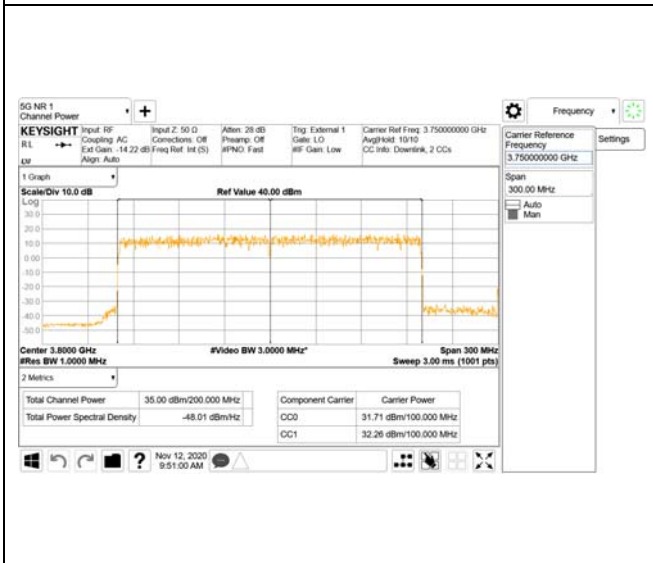 5G NR 1
Channel Power
Frequency
KEYSIGHT
RL
Input: RF
Coupling: AC
Ext Gain: -14.22 dB
Align: Auto
Input Z: 50 Ω
Corrections: Off
Freq Ref: Int (S)
Atten: 28 dB
Preamp: Off
#PNO: Fast
Trig: External 1
Gate: LO
#IF Gain: Low
Carrier Ref Freq: 3.750000000 GHz
Avg|Hold: 10/10
CC Info: Downlink, 2 CCs
Carrier Reference
Frequency
3.750000000 GHz
Settings
Span
300.00 MHz
Auto
Man
1 Graph
Scale/Div 10.0 dB
Ref Value 40.00 dBm
Log
30.0
20.0
10.0
0.00
-10.0
-20.0
-30.0
-40.0
-50.0
Center 3.8000 GHz
#Video BW 3.0000 MHz*
Span 300 MHz
#Res BW 1.0000 MHz
Sweep 3.00 ms (1001 pts)
2 Metrics
Total Channel Power 35.00 dBm/200.000 MHz
Total Power Spectral Density -48.01 dBm/Hz
Component Carrier Carrier Power
CC0 31.71 dBm/100.000 MHz
CC1 32.26 dBm/100.000 MHz
?
Nov 12, 2020
9:51:00 AM